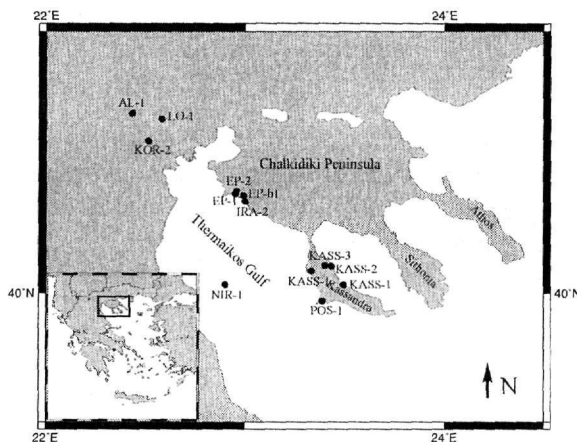 22°E
24°E
AL-1
LO-1
KOR-2
Chalkidiki Peninsula
EP-2
EP-b1
EP-1
IRA-2
Athos
Thermaikos Gulf
KASS-3
KASS-2
Sithonia
KASS-
KASS-1
Kassandra
40°N
40°N
NIR-1
POS-1
N
22°E
24°E